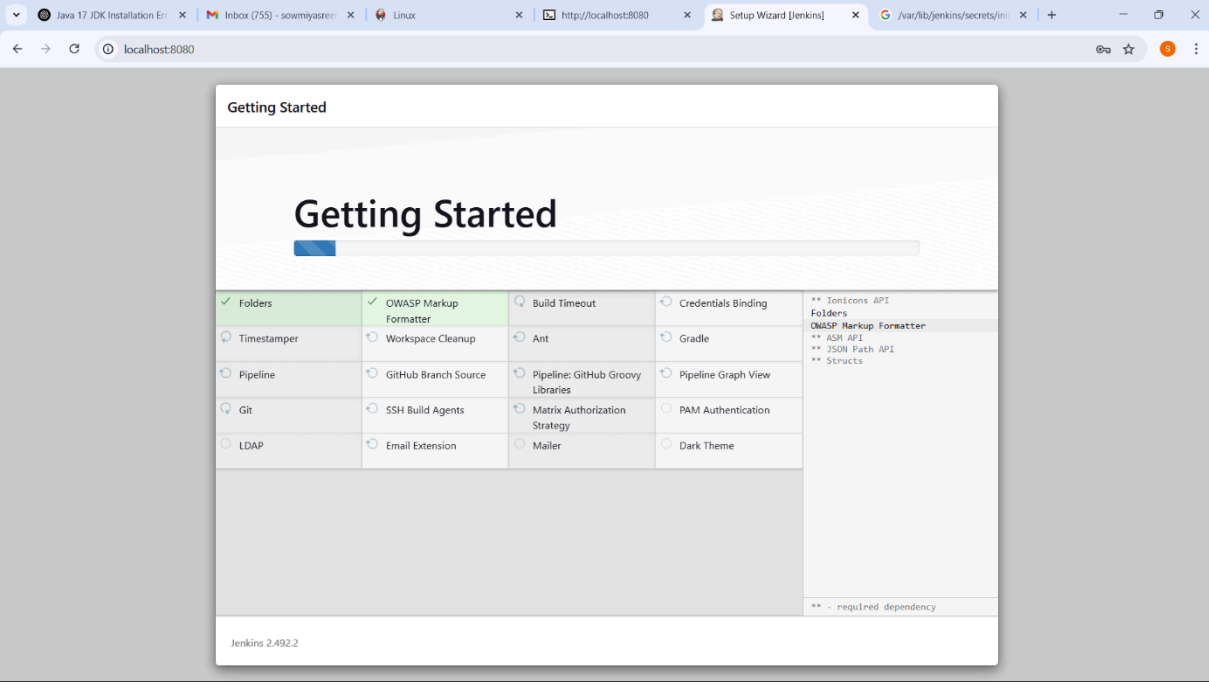 Java 17 JDK Installation Err
Inbox (755) - sowmiyasree
Linux
http://localhost:8080
Setup Wizard [Jenkins]
/var/lib/jenkins/secrets/init
localhost:8080
S
Getting Started
Getting Started
Folders
OWASP Markup
Formatter
Build Timeout
Credentials Binding
Timestamper
Workspace Cleanup
Ant
Gradle
Pipeline
GitHub Branch Source
Pipeline: GitHub Groovy
Libraries
Pipeline Graph View
Git
SSH Build Agents
Matrix Authorization
Strategy
PAM Authentication
LDAP
Email Extension
Mailer
Dark Theme
** Ionicons API
Folders
OWASP Markup Formatter
** ASM API
** JSON Path API
** Structs
** - required dependency
Jenkins 2.492.2